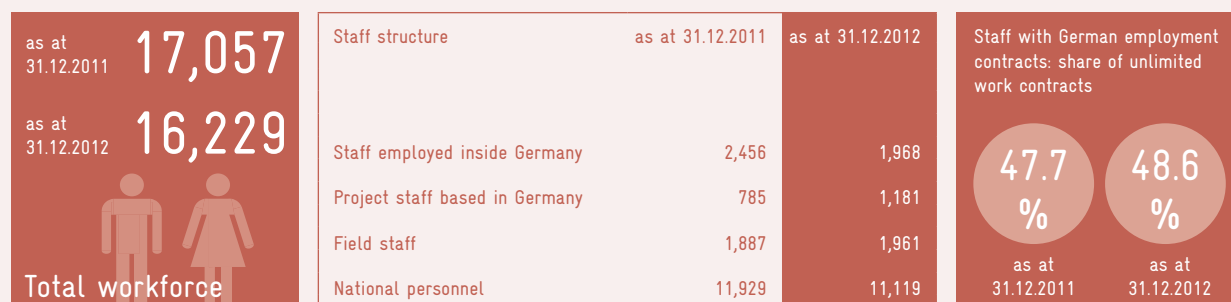 as at
31.12.2011 17,057
as at
31.12.2012 16,229
Total workforce
Staff structure as at 31.12.2011 as at 31.12.2012
Staff employed inside Germany 2,456 1,968
Project staff based in Germany 785 1,181
Field staff 1,887 1,961
National personnel 11,929 11,119
Staff with German employment
contracts: share of unlimited
work contracts
47.7 48.6
% %
as at as at
31.12.2011 31.12.2012